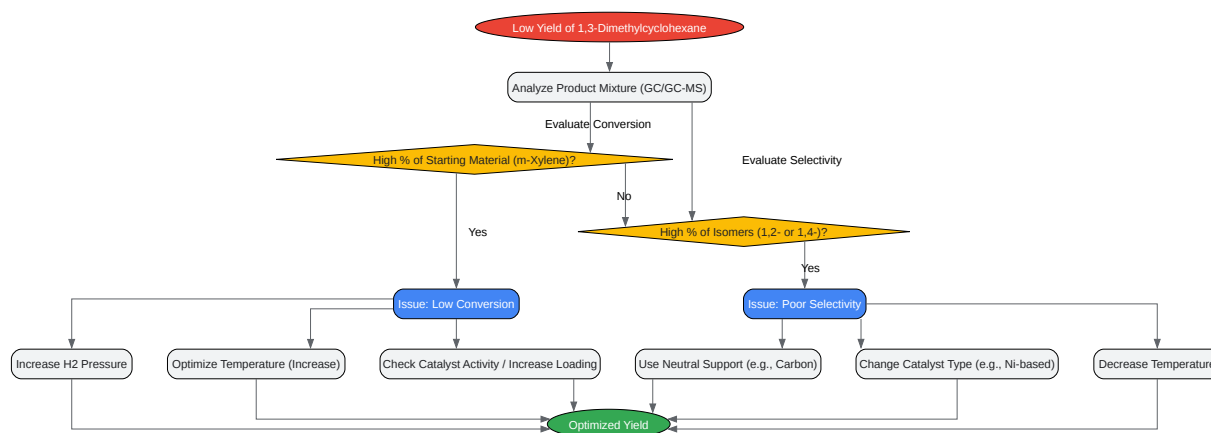 Low Yield of 1,3-Dimethylcyclohexane
Analyze Product Mixture (GC/GC-MS)
Evaluate Conversion
High % of Starting Material (m-Xylene)?
Evaluate Selectivity
No
Yes
High % of Isomers (1,2- or 1,4-)?
Yes
Issue: Low Conversion
Issue: Poor Selectivity
Increase H2 Pressure
Optimize Temperature (Increase)
Check Catalyst Activity / Increase Loading
Use Neutral Support (e.g., Carbon)
Change Catalyst Type (e.g., Ni-based)
Decrease Temperature
Optimized Yield